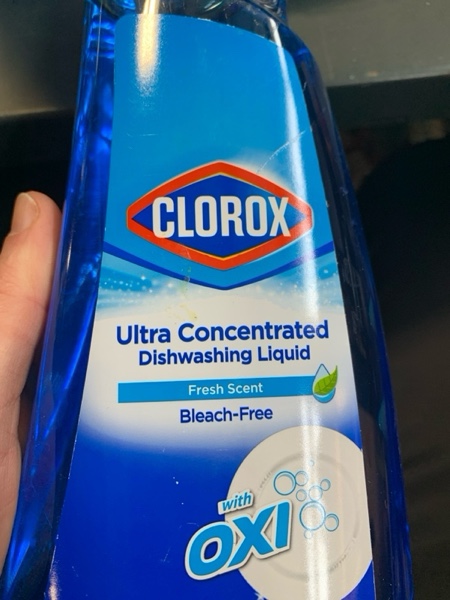 CLOROX
Ultra Concentrated
Dishwashing Liquid
Fresh Scent
Bleach-Free
with
OXI